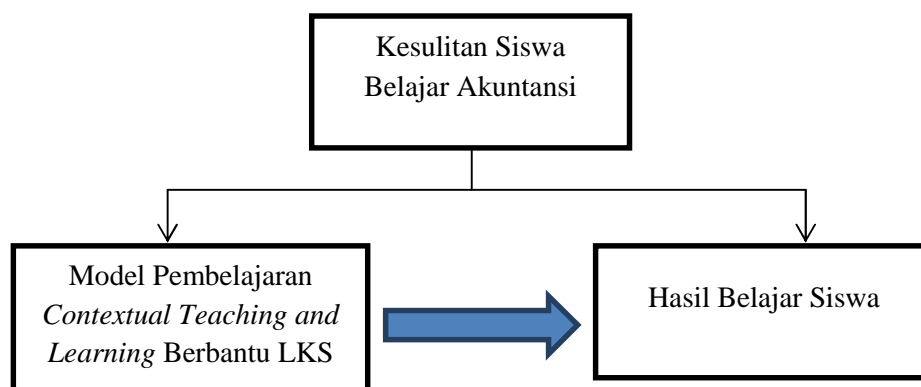 Kesulitan Siswa
Belajar Akuntansi
Model Pembelajaran
Contextual Teaching and
Learning Berbantu LKS
Hasil Belajar Siswa